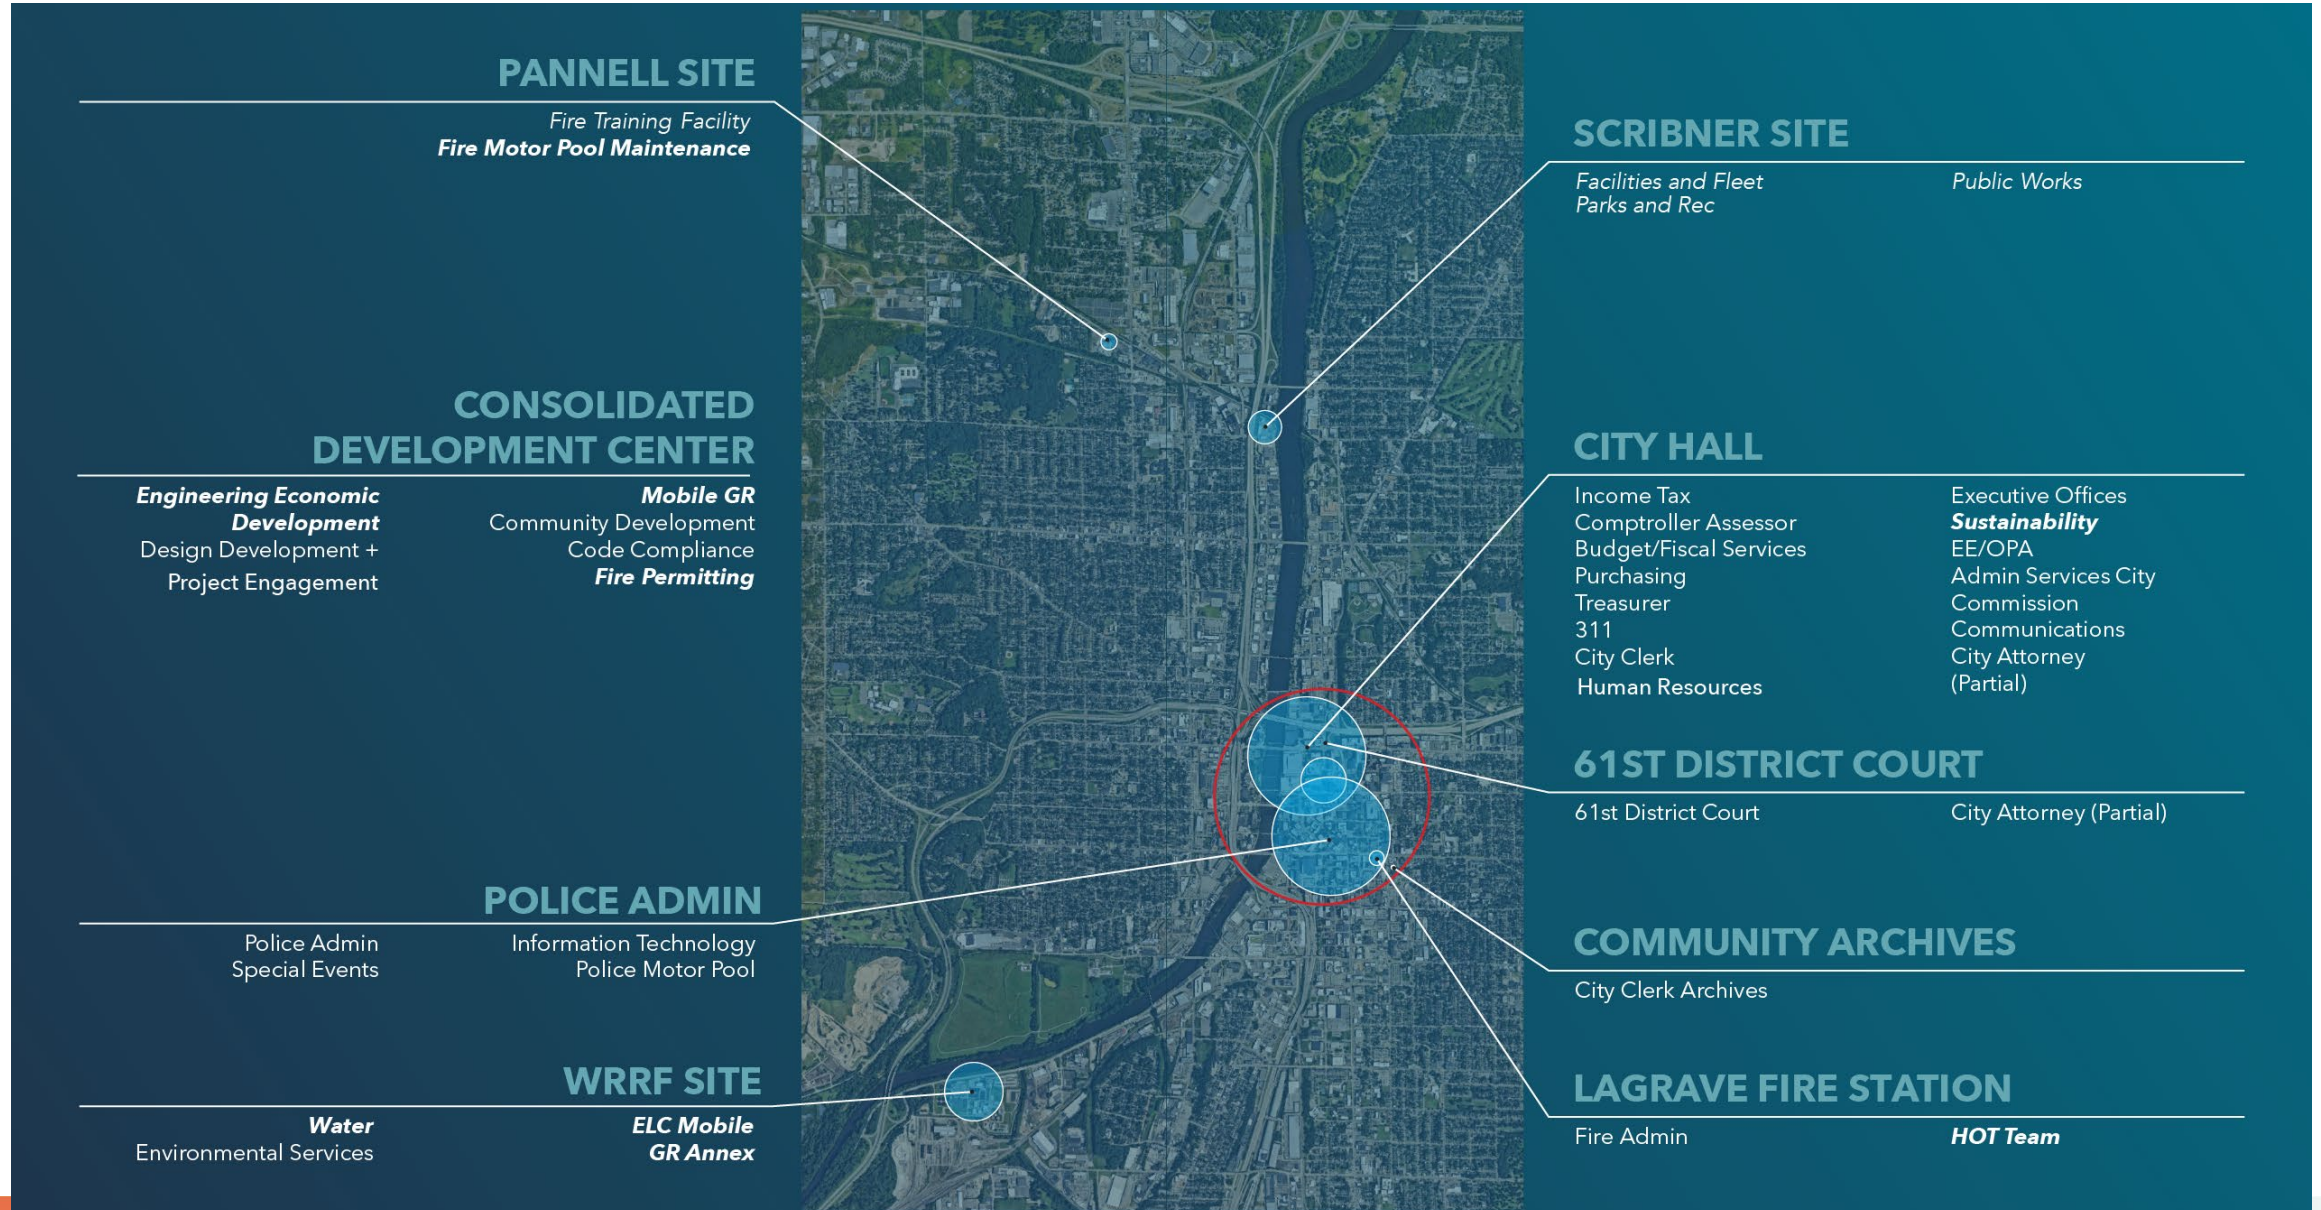 PANNELL SITE
Fire Training Facility
Fire Motor Pool Maintenance
CONSOLIDATED
DEVELOPMENT CENTER
Engineering Economic
Development
Design Development +
Project Engagement
Mobile GR
Community Development
Code Compliance
Fire Permitting
POLICE ADMIN
Police Admin
Special Events
Information Technology
Police Motor Pool
WRRF SITE
Water
Environmental Services
ELC Mobile
GR Annex
SCRIBNER SITE
Facilities and Fleet
Parks and Rec
Public Works
CITY HALL
Income Tax
Comptroller Assessor
Budget/Fiscal Services
Purchasing
Treasurer
311
City Clerk
Human Resources
Executive Offices
Sustainability
EE/OPA
Admin Services City
Commission
Communications
City Attorney
(Partial)
61ST DISTRICT COURT
61st District Court
City Attorney (Partial)
COMMUNITY ARCHIVES
City Clerk Archives
LAGRAVE FIRE STATION
Fire Admin
HOT Team